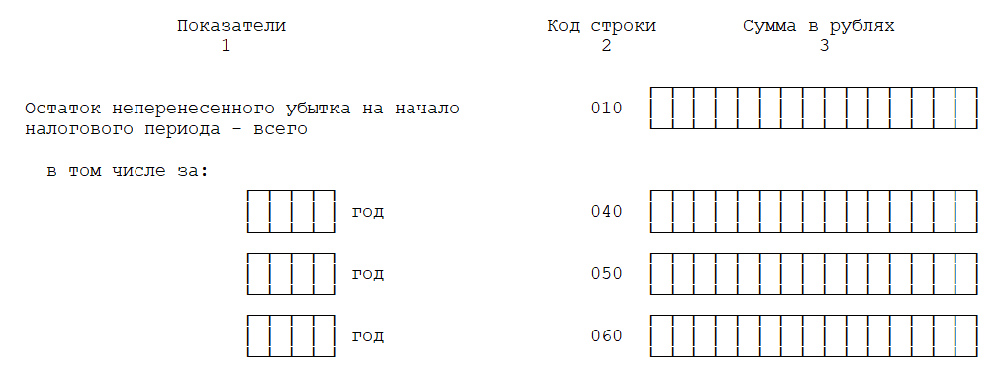 Показатели Код строки Сумма в рублях
1 2 3
Остаток неперенесенного убытка на начало 010
налогового периода - всего
в том числе за:
год 040
год 050
год 060